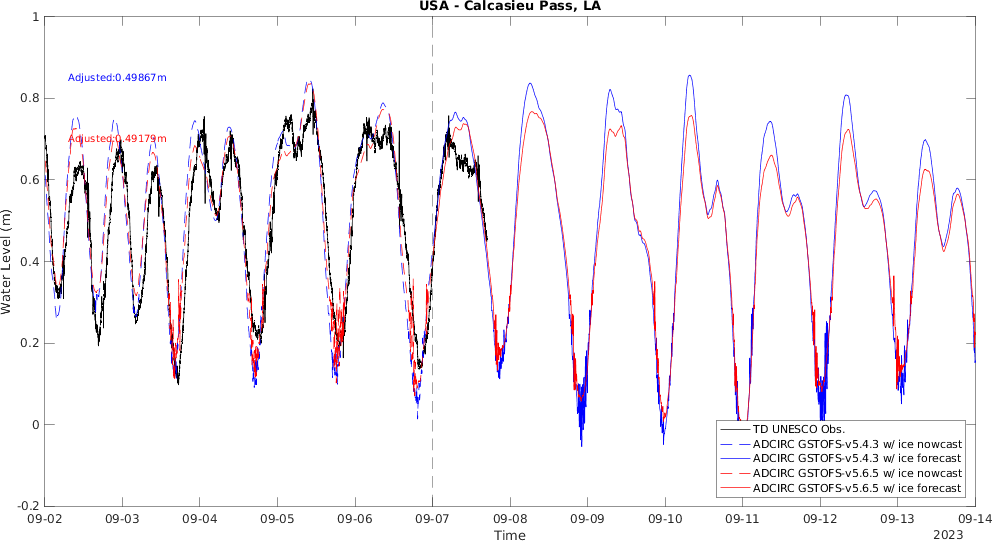 USA - Calcasieu Pass, LA
1
0.8
0.6
0.4
0.2
0
-0.2
Water Level (m)
Adjusted:0.49867m
Adjusted:0.49179m
TD UNESCO Obs.
ADCIRC GSTOFS-v5.4.3 w/ ice nowcast
ADCIRC GSTOFS-v5.4.3 w/ ice forecast
ADCIRC GSTOFS-v5.6.5 w/ ice nowcast
ADCIRC GSTOFS-v5.6.5 w/ ice forecast
09-02 09-03 09-04 09-05 09-06 09-07 09-08 09-09 09-10 09-11 09-12 09-13 09-14
Time
2023